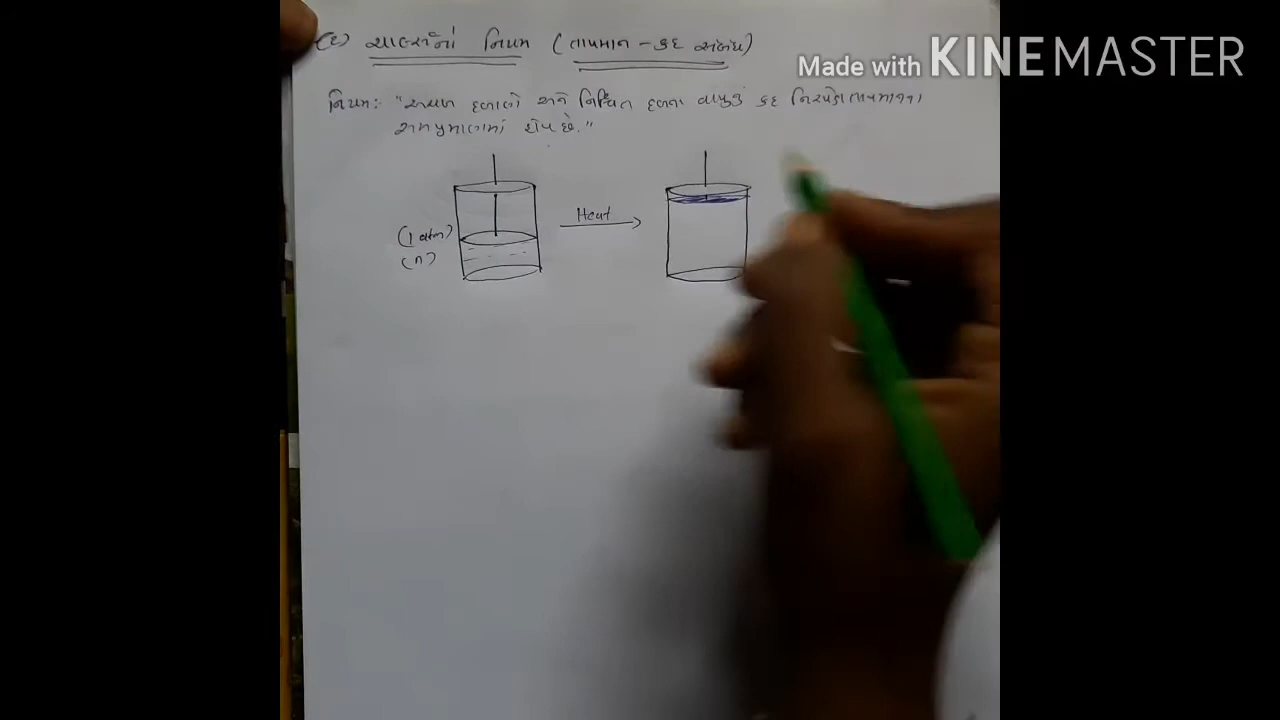 (૨) ચાર્લ્સનો નિયમ (તાપમાન - કદ સંબંધ)
Made with KINEMASTER
નિયમ: "અચળ દબાણે અને નિશ્ચિત દળના વાયુનું કદ નિરપેક્ષ તાપમાનના
સમપ્રમાણમાં હોય છે."
Heat
(1 atm)
(n)